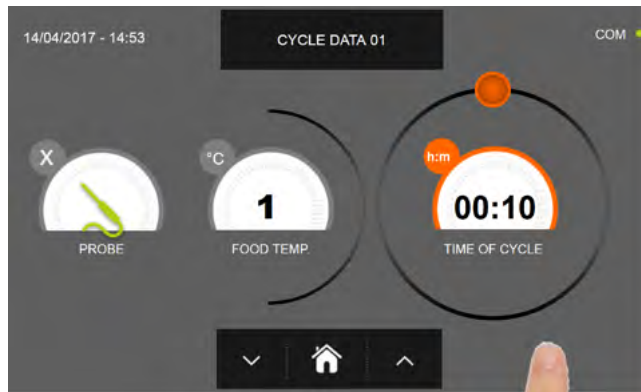 14/04/2017 - 14:53
CYCLE DATA 01
COM
X
°C
h:m
1
00:10
PROBE
FOOD TEMP.
TIME OF CYCLE